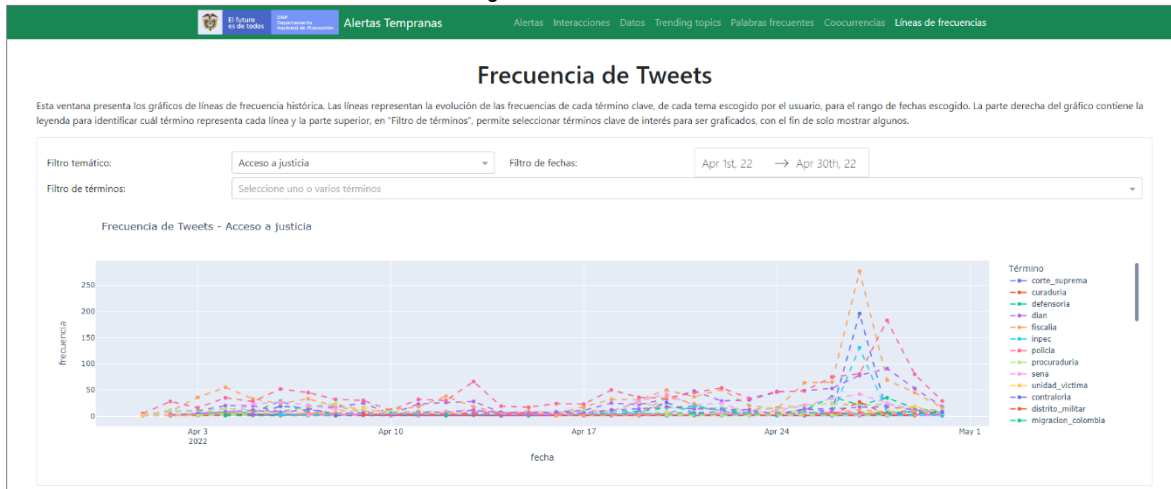 El futuro
es de todos
DNP
Departamento
Nacional de Planeación
Alertas Tempranas
Alertas Interacciones Datos Trending topics Palabras frecuentes Coocurrencias Líneas de frecuencias
Frecuencia de Tweets
Esta ventana presenta los gráficos de líneas de frecuencia histórica. Las líneas representan la evolución de las frecuencias de cada término clave, de cada tema escogido por el usuario, para el rango de fechas escogido. La parte derecha del gráfico contiene la
leyenda para identificar cuál término representa cada línea y la parte superior, en "Filtro de términos", permite seleccionar términos clave de interés para ser graficados, con el fin de solo mostrar algunos.
Filtro temático: Acceso a justicia Filtro de fechas: Apr 1st, 22 → Apr 30th, 22
Filtro de términos: Seleccione uno o varios términos
Frecuencia de Tweets - Acceso a justicia
frecuencia
250
200
150
100
50
0
Apr 3
2022
Apr 10
Apr 17
Apr 24
May 1
fecha
Término
corte_suprema
curaduria
defensoria
dian
fiscalia
inpec
policia
procuraduria
sena
unidad_victima
contraloria
distrito_militar
migracion_colombia